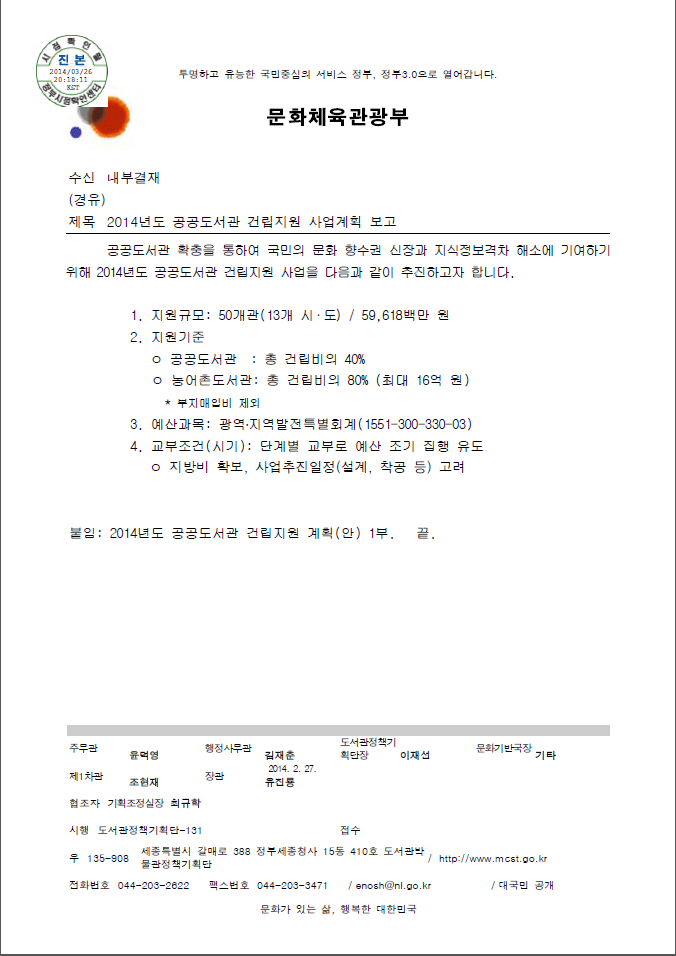 시점확인필
진 본
2014/03/26
20:18:11
KST
정부시점확인센터
투명하고 유능한 국민중심의 서비스 정부, 정부3.0으로 열어갑니다.
문화체육관광부
수신 내부결재
(경유)
제목 2014년도 공공도서관 건립지원 사업계획 보고
공공도서관 확충을 통하여 국민의 문화 향수권 신장과 지식정보격차 해소에 기여하기
위해 2014년도 공공도서관 건립지원 사업을 다음과 같이 추진하고자 합니다.
1. 지원규모: 50개관(13개 시·도) / 59,618백만 원
2. 지원기준
ㅇ 공공도서관 : 총 건립비의 40%
ㅇ 농어촌도서관: 총 건립비의 80% (최대 16억 원)
* 부지매입비 제외
3. 예산과목: 광역·지역발전특별회계(1551-300-330-03)
4. 교부조건(시기): 단계별 교부로 예산 조기 집행 유도
ㅇ 지방비 확보, 사업추진일정(설계, 착공 등) 고려
붙임: 2014년도 공공도서관 건립지원 계획(안) 1부. 끝.
주무관 윤덕영 행정사무관 김재춘 도서관정책기획단장 이재선 문화기반국장 기타
2014. 2. 27.
제1차관 조현재 장관 유진룡
협조자 기획조정실장 최규학
시행 도서관정책기획단-131 접수
우 135-908 세종특별시 갈매로 388 정부세종청사 15동 410호 도서관박물관정책기획단 / http://www.mcst.go.kr
전화번호 044-203-2622 팩스번호 044-203-3471 / enosh@nl.go.kr / 대국민 공개
문화가 있는 삶, 행복한 대한민국